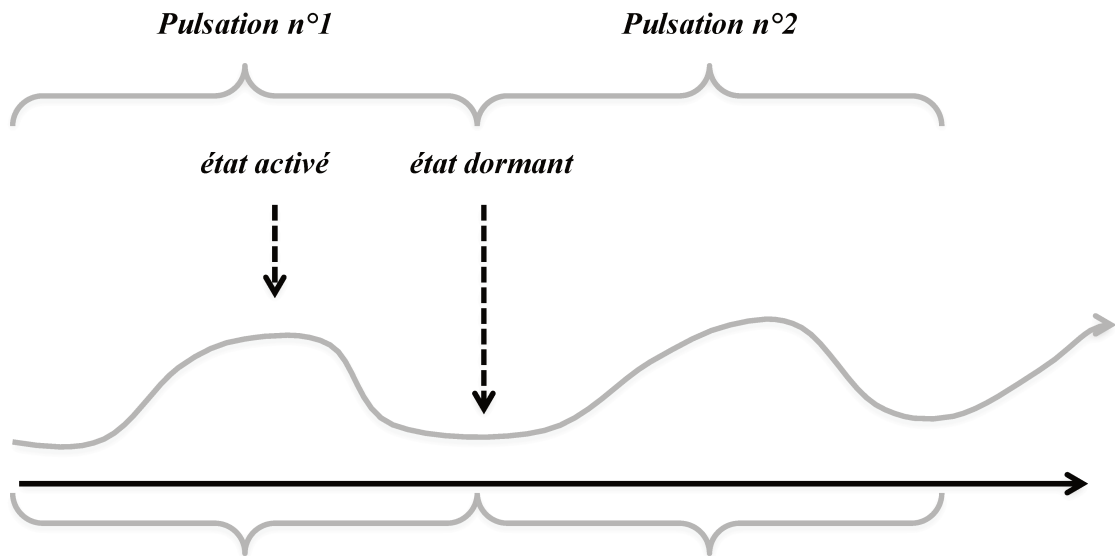 Pulsation n°1
Pulsation n°2
état activé
état dormant